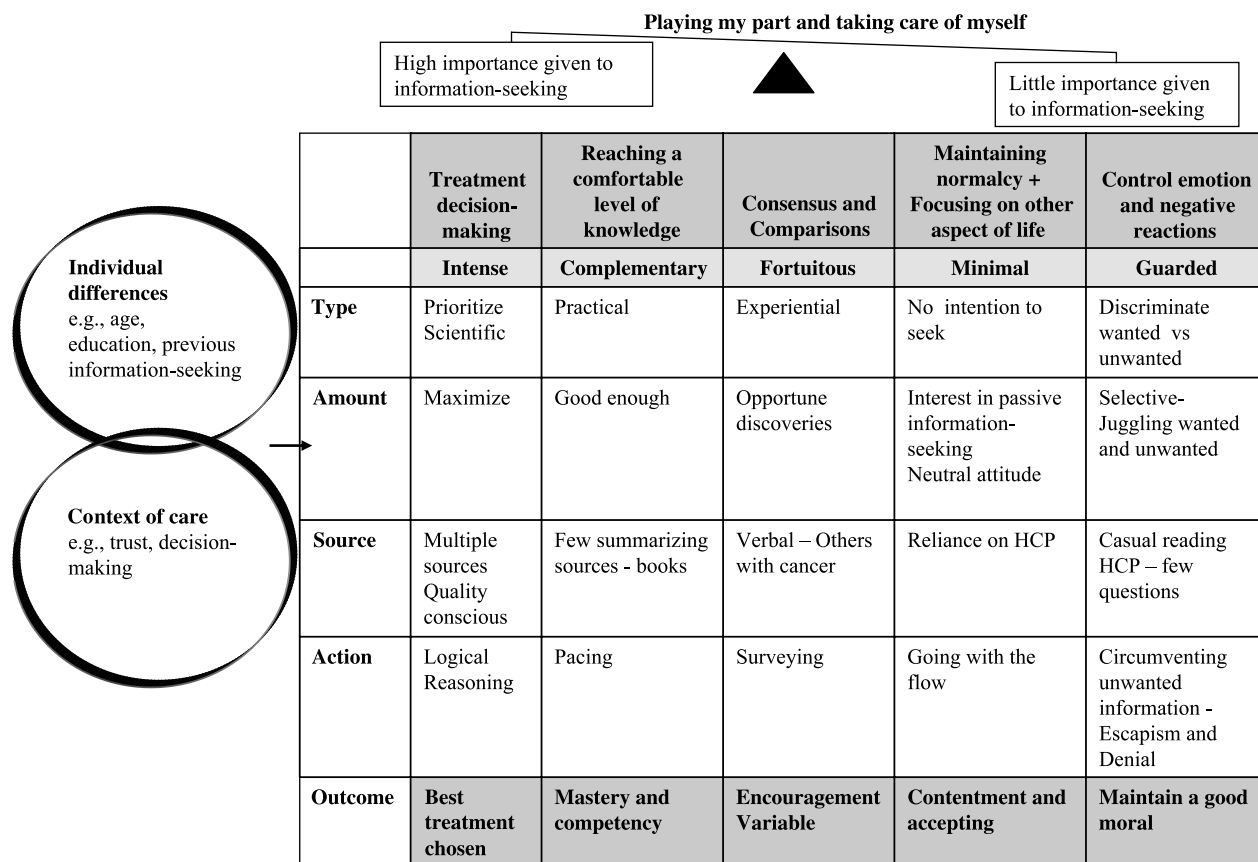 Playing my part and taking care of myself
High importance given to
information-seeking
Little importance given
to information-seeking
Individual
differences
e.g., age,
education, previous
information-seeking
Context of care
e.g., trust, decision-
making
Treatment
decision-
making
Reaching a
comfortable
level of
knowledge
Consensus and
Comparisons
Maintaining
normalcy +
Focusing on other
aspect of life
Control emotion
and negative
reactions
Intense
Complementary
Fortuitous
Minimal
Guarded
Type
Prioritize
Scientific
Practical
Experiential
No intention to
seek
Discriminate
wanted vs
unwanted
Amount
Maximize
Good enough
Opportune
discoveries
Interest in passive
information-
seeking
Neutral attitude
Selective-
Juggling wanted
and unwanted
Source
Multiple
sources
Quality
conscious
Few summarizing
sources - books
Verbal – Others
with cancer
Reliance on HCP
Casual reading
HCP – few
questions
Action
Logical
Reasoning
Pacing
Surveying
Going with the
flow
Circumventing
unwanted
information -
Escapism and
Denial
Outcome
Best
treatment
chosen
Mastery and
competency
Encouragement
Variable
Contentment and
accepting
Maintain a good
moral